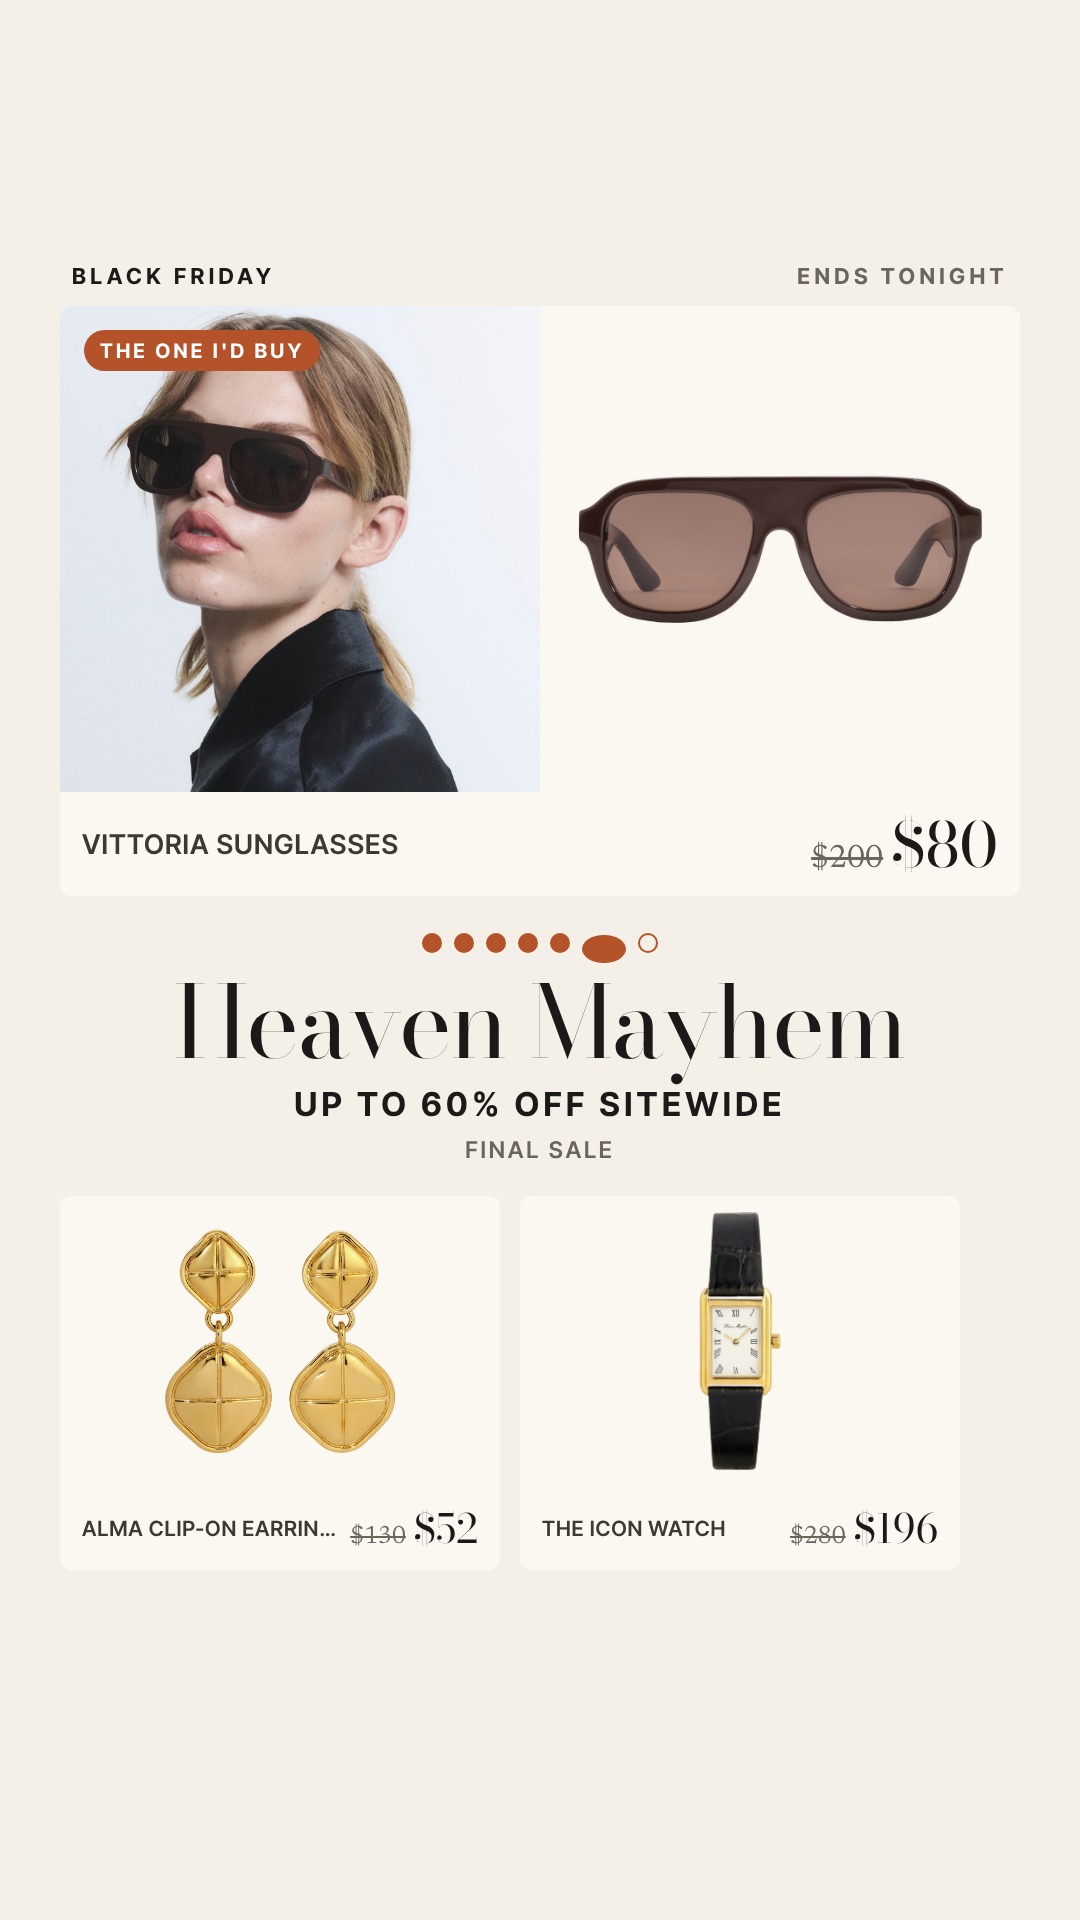 BLACK FRIDAY
ENDS TONIGHT
THE ONE I'D BUY
VITTORIA SUNGLASSES
$200 $80
Heaven Mayhem
UP TO 60% OFF SITEWIDE
FINAL SALE
ALMA CLIP-ON EARRIN... $130 $52
XII
THE ICON WATCH $280 $196